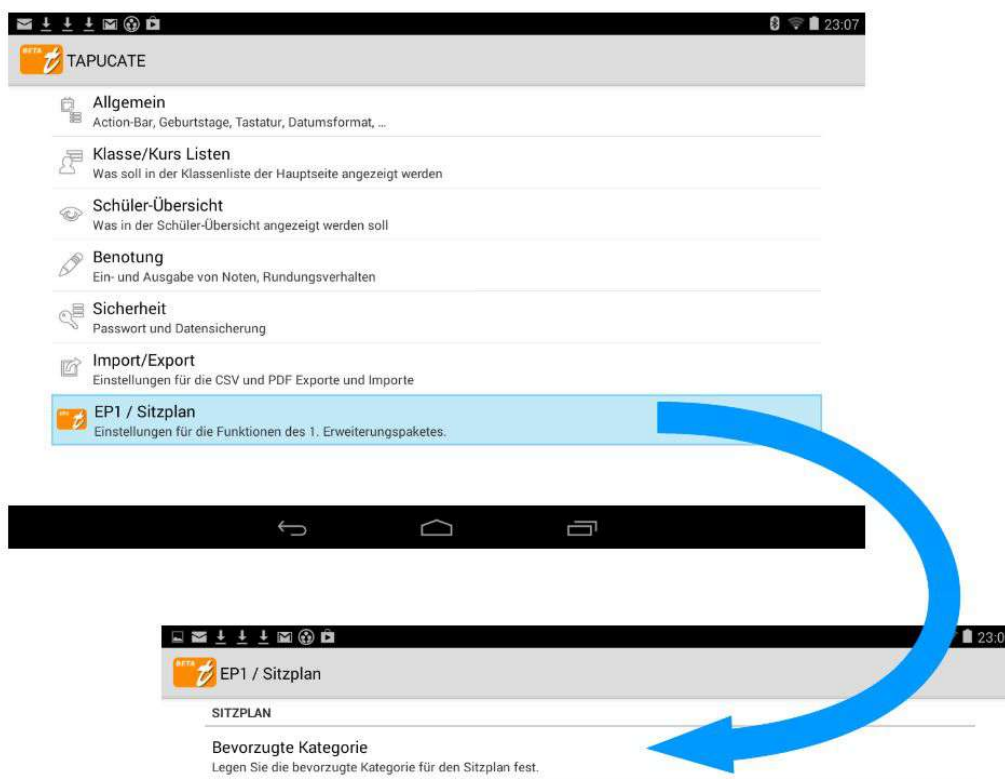 23:07
BETA
TAPUCATE
Allgemein
Action-Bar, Geburtstage, Tastatur, Datumsformat, ...
Klasse/Kurs Listen
Was soll in der Klassenliste der Hauptseite angezeigt werden
Schüler-Übersicht
Was in der Schüler-Übersicht angezeigt werden soll
Benotung
Ein- und Ausgabe von Noten, Rundungsverhalten
Sicherheit
Passwort und Datensicherung
Import/Export
Einstellungen für die CSV und PDF Exporte und Importe
EP1 / Sitzplan
Einstellungen für die Funktionen des 1. Erweiterungspaketes.
23:0
BETA
EP1 / Sitzplan
SITZPLAN
Bevorzugte Kategorie
Legen Sie die bevorzugte Kategorie für den Sitzplan fest.